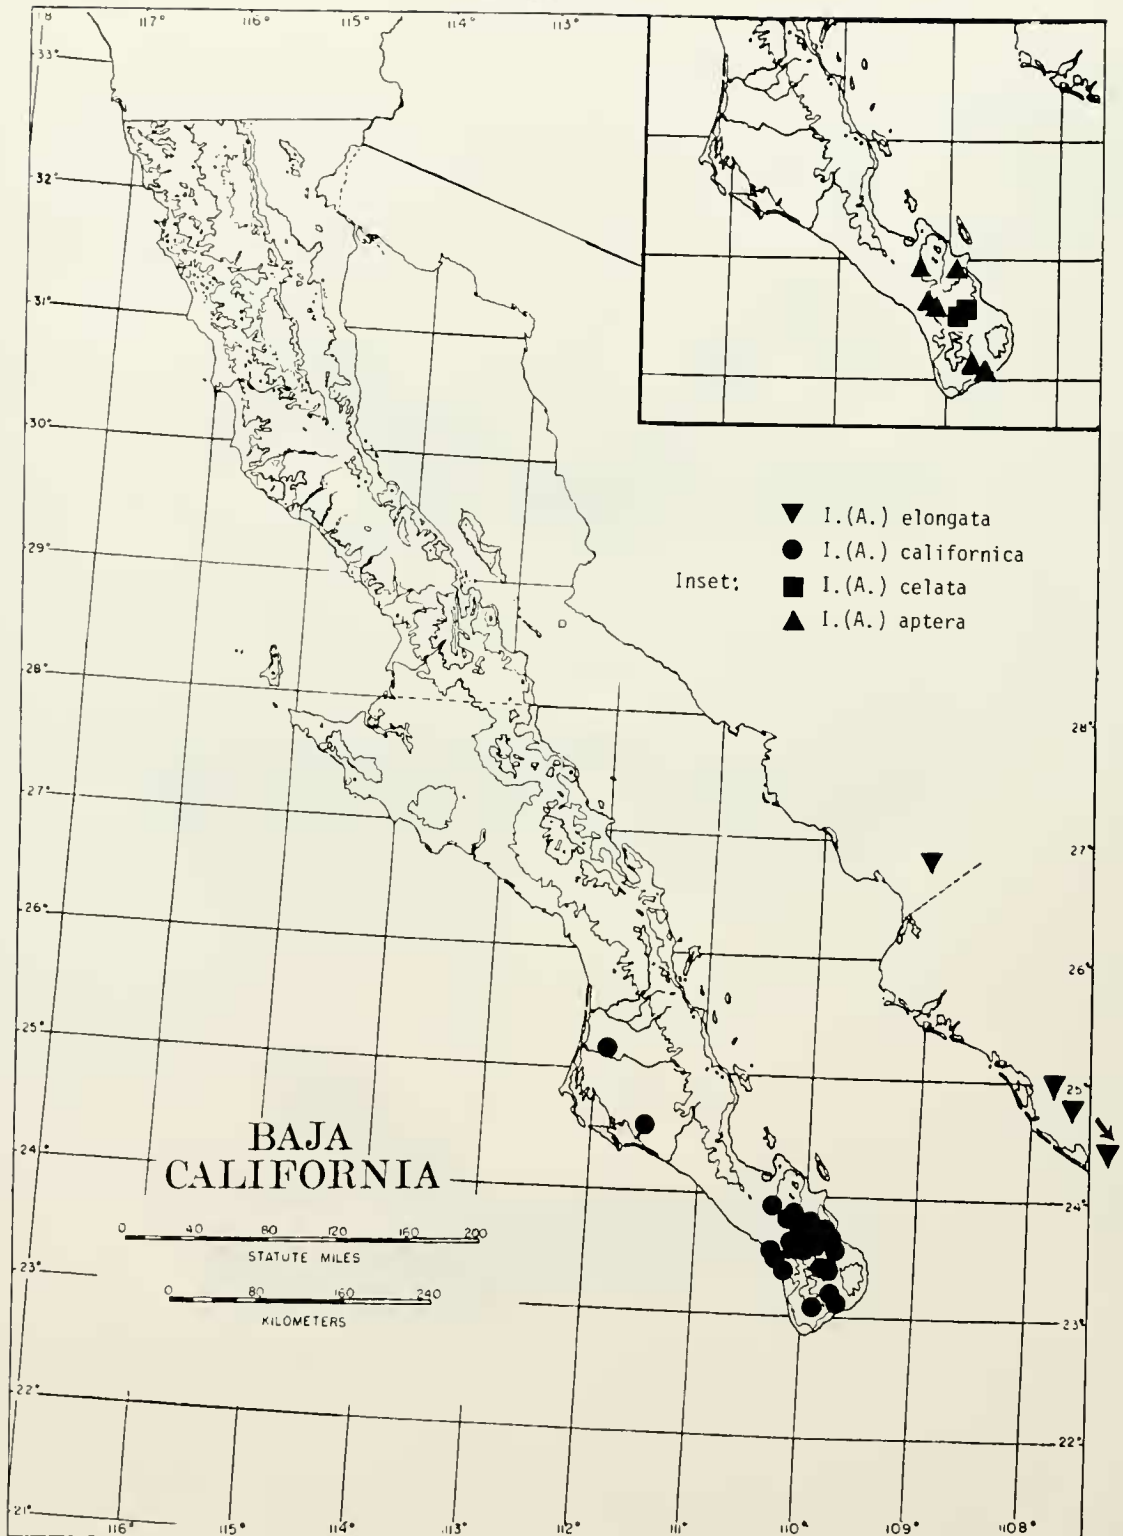 118
117° 116° 115° 114° 113°
33°
32°
31°
30°
29°
28°
27°
26°
25°
24°
23°
22°
21°
I.(A.) elongata
I.(A.) californica
Inset: I.(A.) celata
I.(A.) aptera
28°
27°
26°
25°
24°
23°
22°
BAJA
CALIFORNIA
0 40 80 120 160 200
STATUTE MILES
0 80 160 240
KILOMETERS
116° 115° 114° 113° 112° 111° 110° 109° 108°